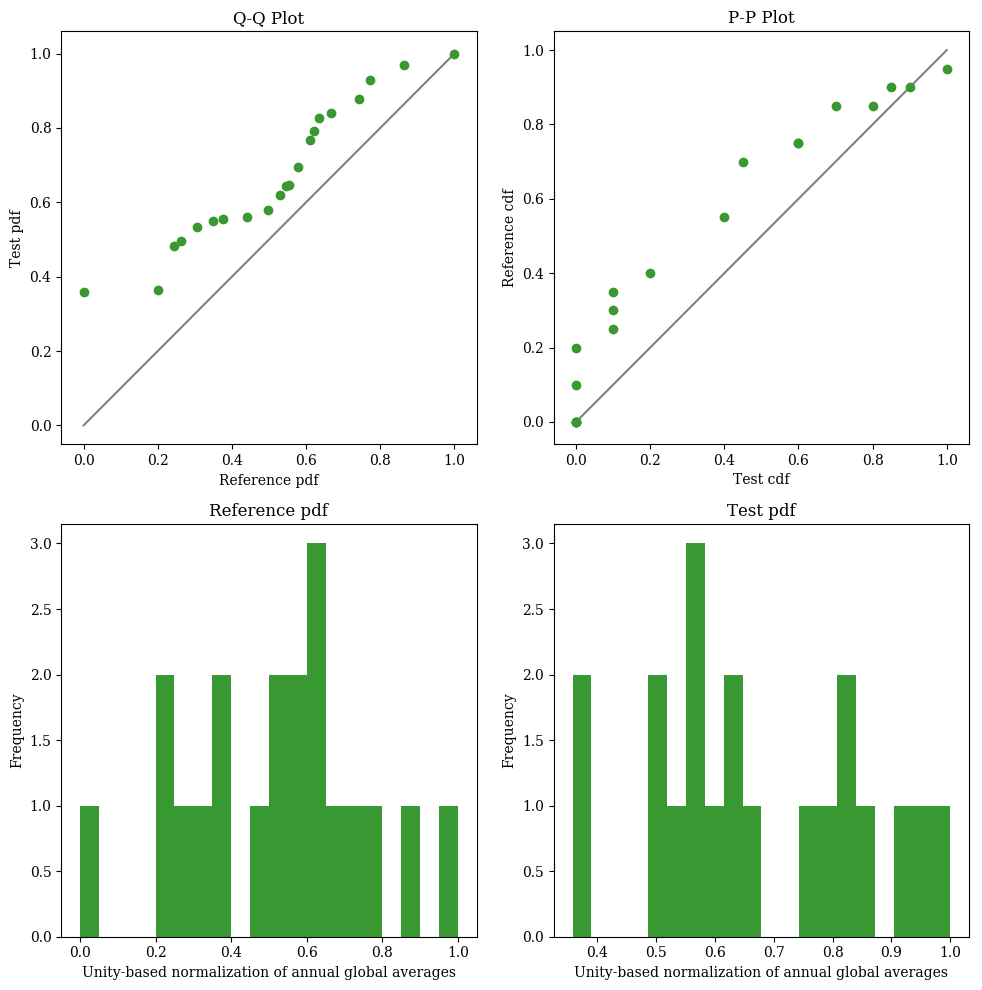 Q-Q Plot
1.0
0.8
0.6
0.4
0.2
0.0
Test pdf
0.0 0.2 0.4 0.6 0.8 1.0
Reference pdf
P-P Plot
1.0
0.8
0.6
0.4
0.2
0.0
Reference cdf
0.0 0.2 0.4 0.6 0.8 1.0
Test cdf
Reference pdf
3.0
2.5
2.0
1.5
1.0
0.5
0.0
Frequency
0.0 0.2 0.4 0.6 0.8 1.0
Unity-based normalization of annual global averages
Test pdf
3.0
2.5
2.0
1.5
1.0
0.5
0.0
Frequency
0.4 0.5 0.6 0.7 0.8 0.9 1.0
Unity-based normalization of annual global averages